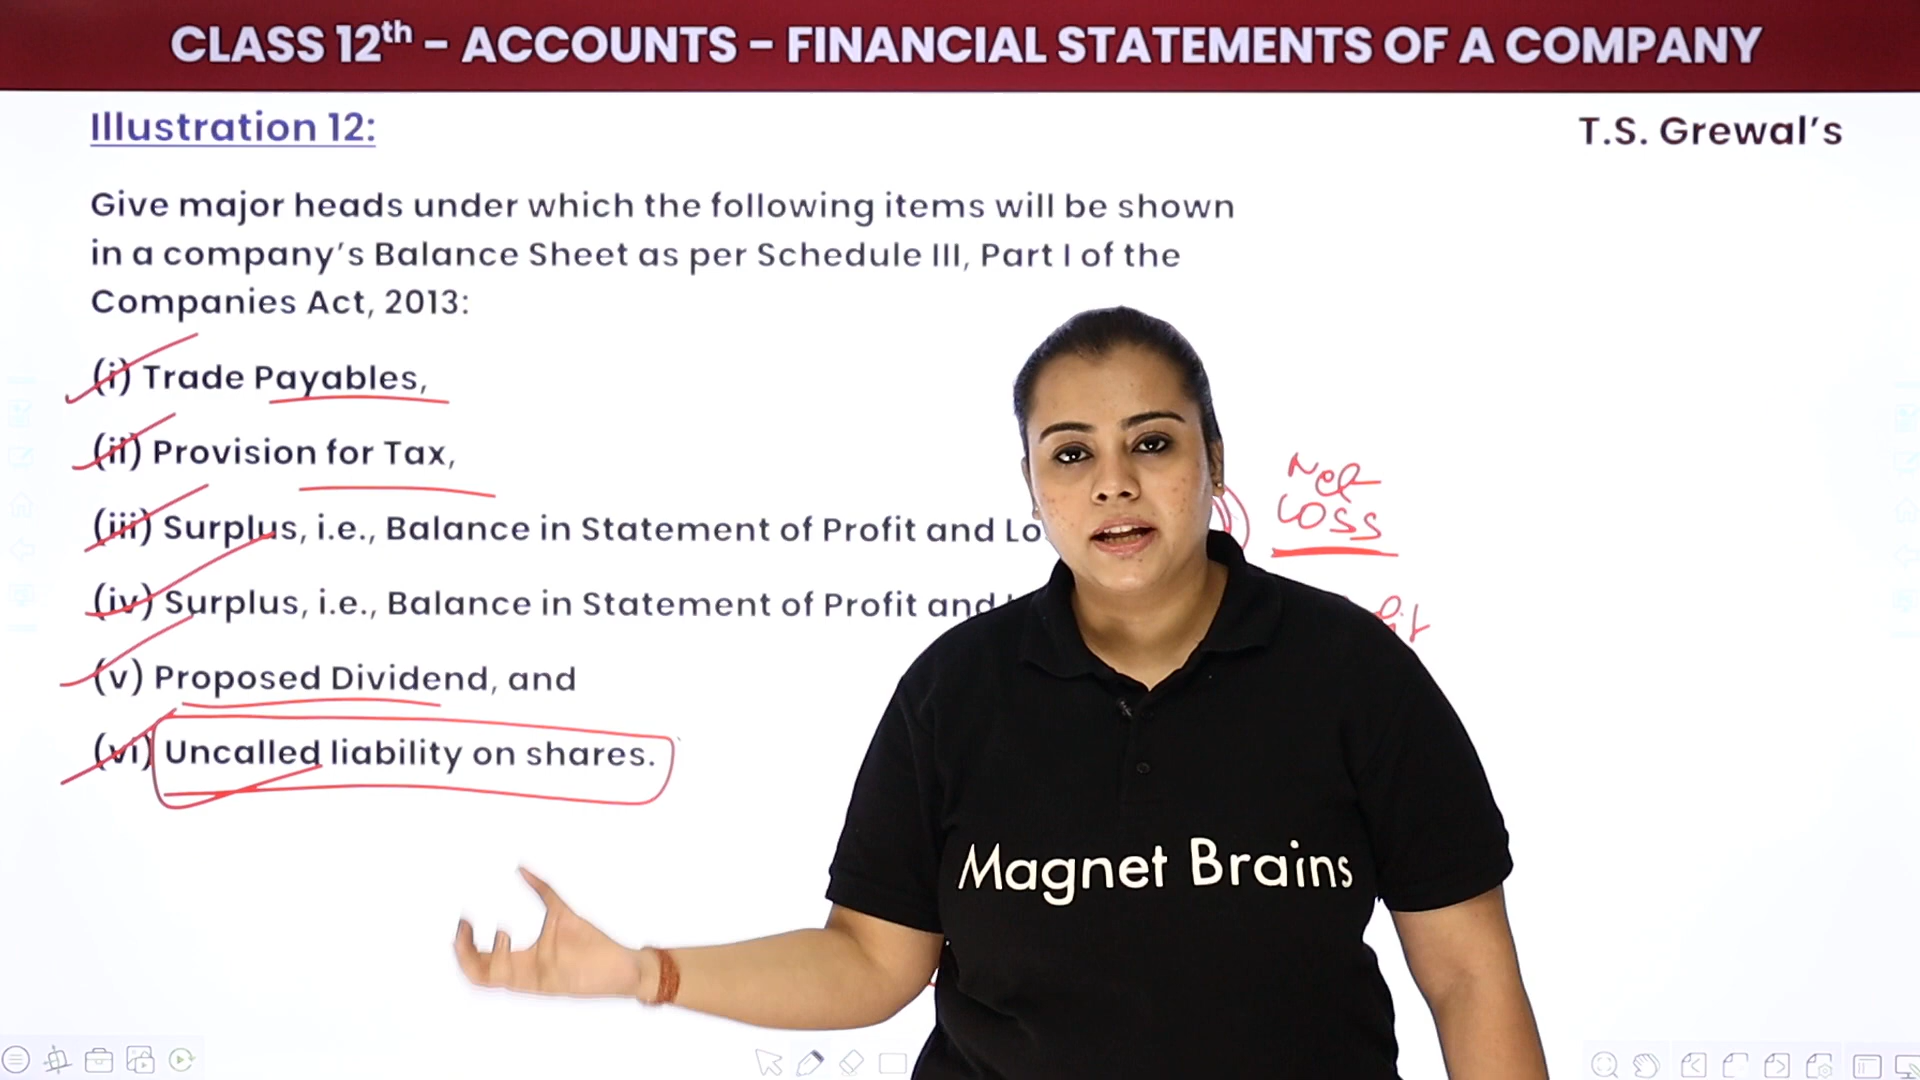 CLASS 12th – ACCOUNTS – FINANCIAL STATEMENTS OF A COMPANY
Illustration 12:
T.S. Grewal's
Give major heads under which the following items will be shown
in a company's Balance Sheet as per Schedule III, Part I of the
Companies Act, 2013:
(i) Trade Payables,
(ii) Provision for Tax,
(iii) Surplus, i.e., Balance in Statement of Profit and Lo
Net
Loss
(iv) Surplus, i.e., Balance in Statement of Profit and
(v) Proposed Dividend, and
(vi) Uncalled liability on shares.
Magnet Brains